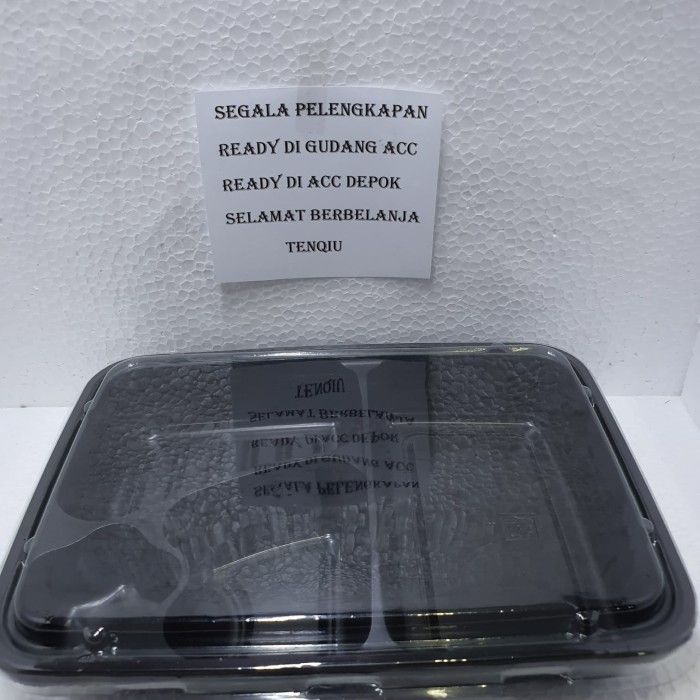 SEGALA PELENGKAPAN
READY DI GUDANG ACC
READY DI ACC DEPOK
SELAMAT BERBELANJA
TENQIU